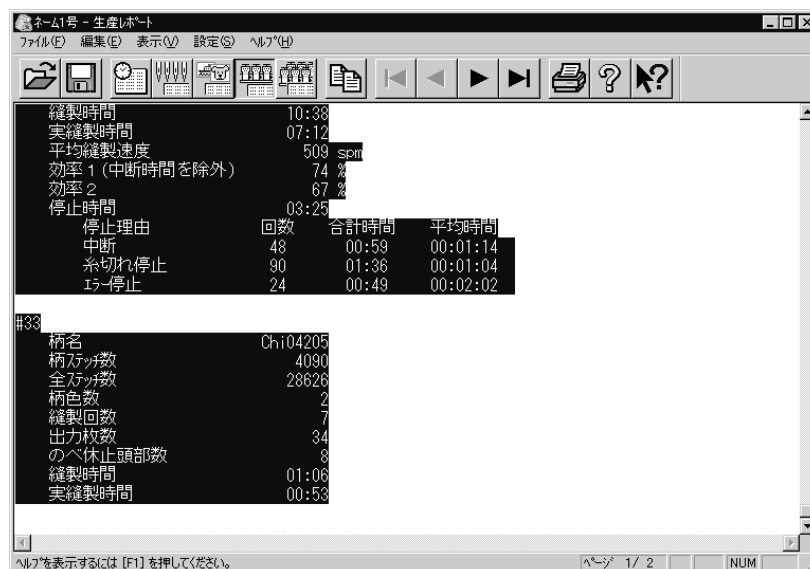 ネーム1号 - 生産ﾚﾎﾟｰﾄ
ﾌｧｲﾙ(F) 編集(E) 表示(V) 設定(S) ﾍﾙﾌﾟ(H)
縫製時間 10:38
実縫製時間 07:12
平均縫製速度 509 spm
効率1(中断時間を除外) 74 %
効率2 67 %
停止時間 03:25
停止理由 回数 合計時間 平均時間
中断 48 00:59 00:01:14
糸切れ停止 90 01:36 00:01:04
ｴﾗｰ停止 24 00:49 00:02:02
#33
柄名 Chi04205
柄ｽﾃｯﾁ数 4090
全ｽﾃｯﾁ数 28626
柄色数 2
縫製回数 7
出力枚数 34
のべ休止頭部数 8
縫製時間 01:06
実縫製時間 00:53
ﾍﾙﾌﾟを表示するには [F1] を押してください。 ﾍﾟｰｼﾞ 1/ 2 NUM